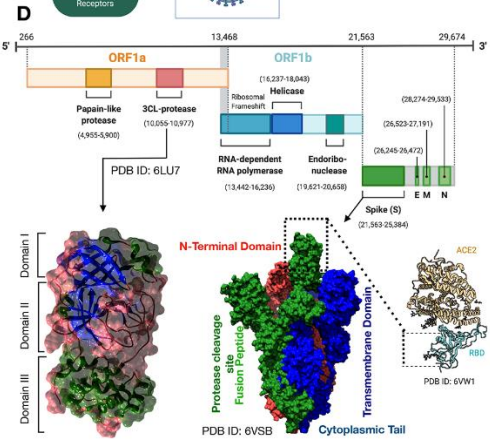 Receptors
D
5' 266 13,468 21,563 29,674 3'
ORF1a ORF1b
(16,237-18,043)
Helicase
Ribosomal
Frameshift
(28,274-29,533)
(26,523-27,191)
(26,245-26,472)
Papain-like
protease
(4,955-5,900)
3CL-protease
(10,055-10,977)
PDB ID: 6LU7
RNA-dependent
RNA polymerase
(13,442-16,236)
Endoribo-
nuclease
(19,621-20,658)
E M N
Spike (S)
(21,563-25,384)
Domain I
Domain II
Domain III
N-Terminal Domain
Protease cleavage
site
Fusion Peptide
Transmembrane Domain
Cytoplasmic Tail
PDB ID: 6VSB
ACE2
RBD
PDB ID: 6VW1